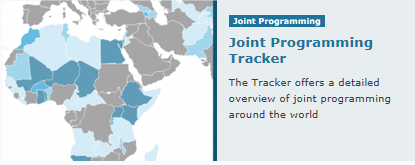 Joint Programming
Joint Programming
Tracker
The Tracker offers a detailed
overview of joint programming
around the world